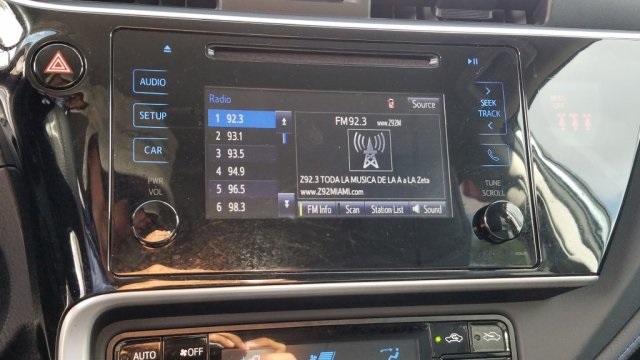 AUDIO
SETUP
CAR
PWR
VOL
SEEK
TRACK
TUNE
SCROLL
Radio
Source
1 92.3
2 93.1
3 93.5
4 94.9
5 96.5
6 98.3
FM 92.3 www.Z92M
Z92.3 TODA LA MUSICA DE LA A a LA Zeta
www.Z92MIAMI.com
FM Info
Scan
Station List
Sound
AUTO
OFF